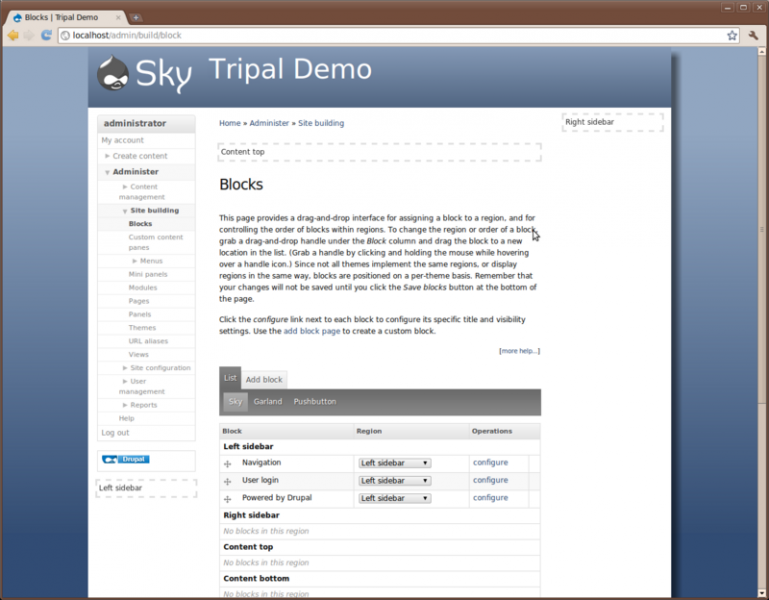 Blocks | Tripal Demo
localhost/admin/build/block
Sky Tripal Demo
administrator
My account
Create content
Administer
Content
management
Site building
Blocks
Custom content
panes
Menus
Mini panels
Modules
Pages
Panels
Themes
URL aliases
Views
Site configuration
User
management
Reports
Help
Log out
Drupal
Left sidebar
Home » Administer » Site building
Content top
Blocks
This page provides a drag-and-drop interface for assigning a block to a region, and for
controlling the order of blocks within regions. To change the region or order of a block,
grab a drag-and-drop handle under the Block column and drag the block to a new
location in the list. (Grab a handle by clicking and holding the mouse while hovering
over a handle icon.) Since not all themes implement the same regions, or display
regions in the same way, blocks are positioned on a per-theme basis. Remember that
your changes will not be saved until you click the Save blocks button at the bottom of
the page.
Click the configure link next to each block to configure its specific title and visibility
settings. Use the add block page to create a custom block.
[more help...]
List Add block
Sky Garland Pushbutton
Block Region Operations
Left sidebar
Navigation Left sidebar configure
User login Left sidebar configure
Powered by Drupal Left sidebar configure
Right sidebar
No blocks in this region
Content top
No blocks in this region
Content bottom
No blocks in this region
Right sidebar